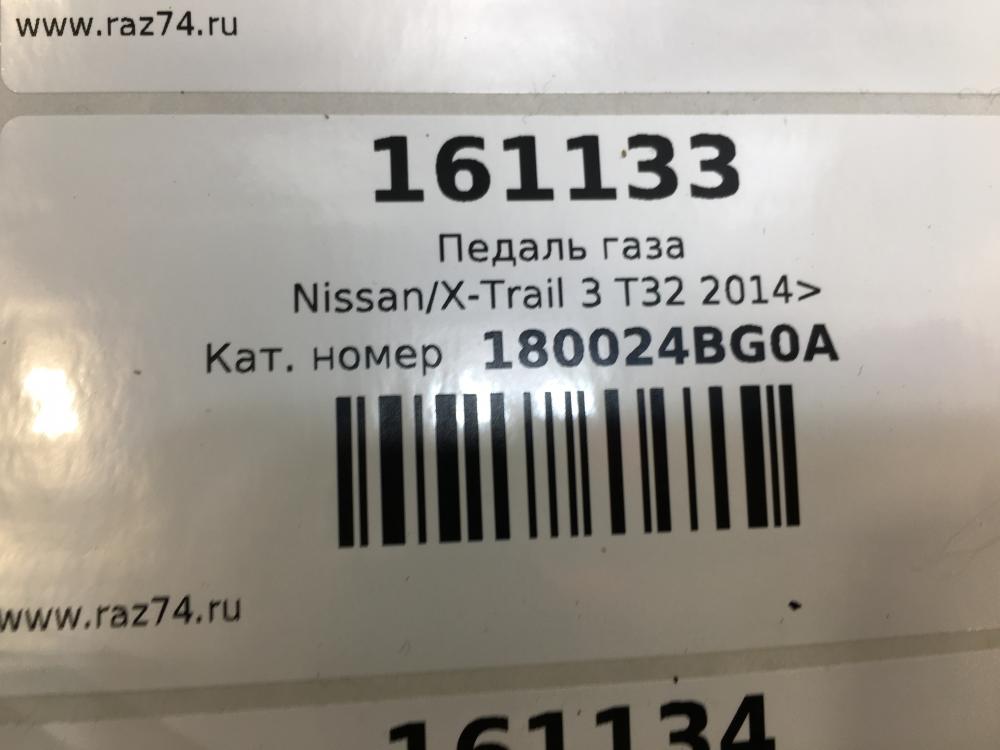 www.raz74.ru
161133
Педаль газа
Nissan/X-Trail 3 T32 2014>
Кат. номер 180024BG0A
www.raz74.ru
161134